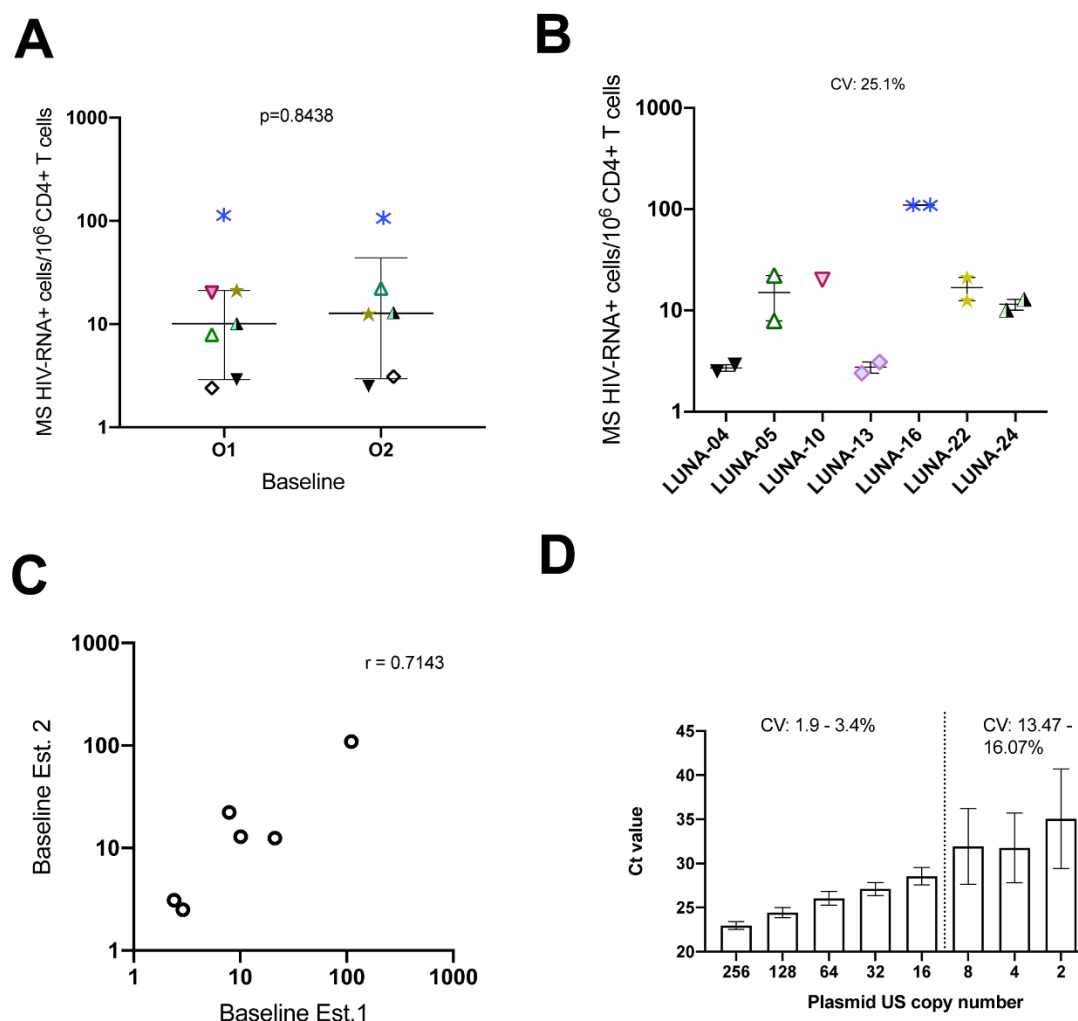 A
MS HIV-RNA+ cells/10⁶ CD4+ T cells
p=0.8438
1000
100
10
1
O1
O2
Baseline
B
MS HIV-RNA+ cells/10⁶ CD4+ T cells
CV: 25.1%
1000
100
10
1
LUNA-04
LUNA-05
LUNA-10
LUNA-13
LUNA-16
LUNA-22
LUNA-24
C
Baseline Est. 2
r = 0.7143
1000
100
10
1
1
10
100
1000
Baseline Est.1
D
Ct value
CV: 1.9 - 3.4%
CV: 13.47 -
16.07%
45
40
35
30
25
20
256
128
64
32
16
8
4
2
Plasmid US copy number